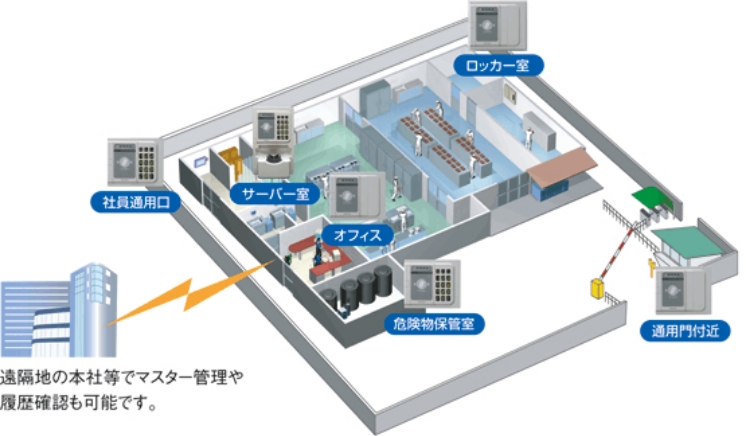 ロッカー室
社員通用口
サーバー室
オフィス
危険物保管室
通用門付近
遠隔地の本社等でマスター管理や
履歴確認も可能です。